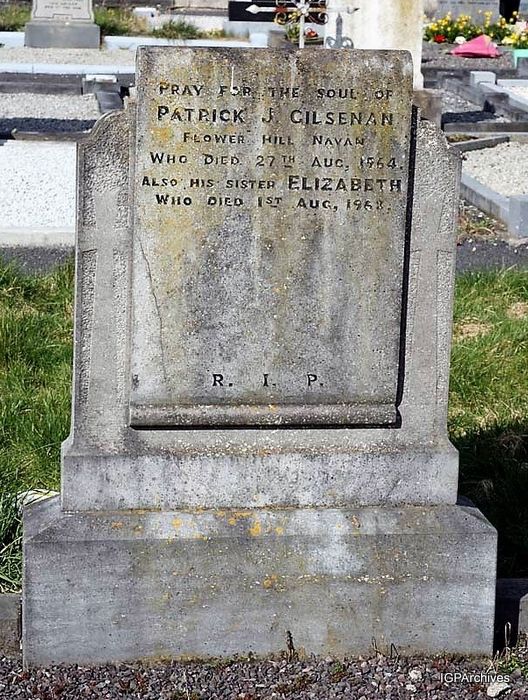 PRAY FOR THE SOUL OF
PATRICK J. GILSENAN
FLOWER HILL NAVAN
WHO DIED 27TH AUG, 1964.
ALSO HIS SISTER ELIZABETH
WHO DIED 1ST AUG, 1968.
R. I. P.
IGPArchives